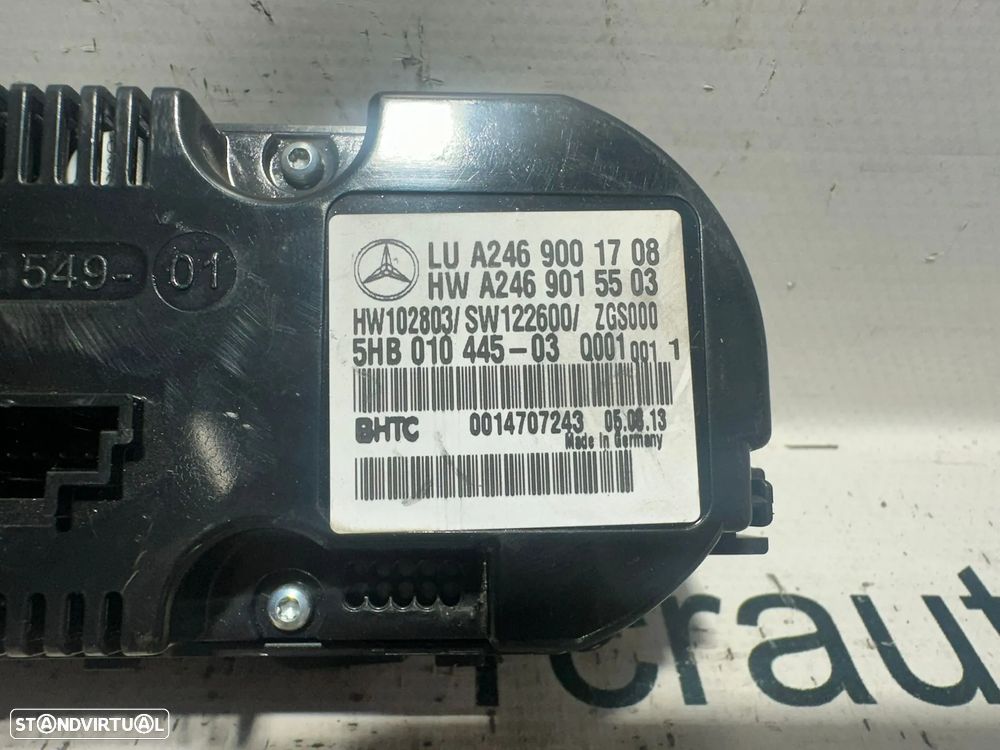 549-
01
LU A246 900 17 08
HW A246 901 55 03
HW102803/ SW122600/ ZGS000
5HB 010 445-03 Q001 001 1
BHTC 0014707243 05.08.13
Made in Germany
crauto
STANDVIRTUAL